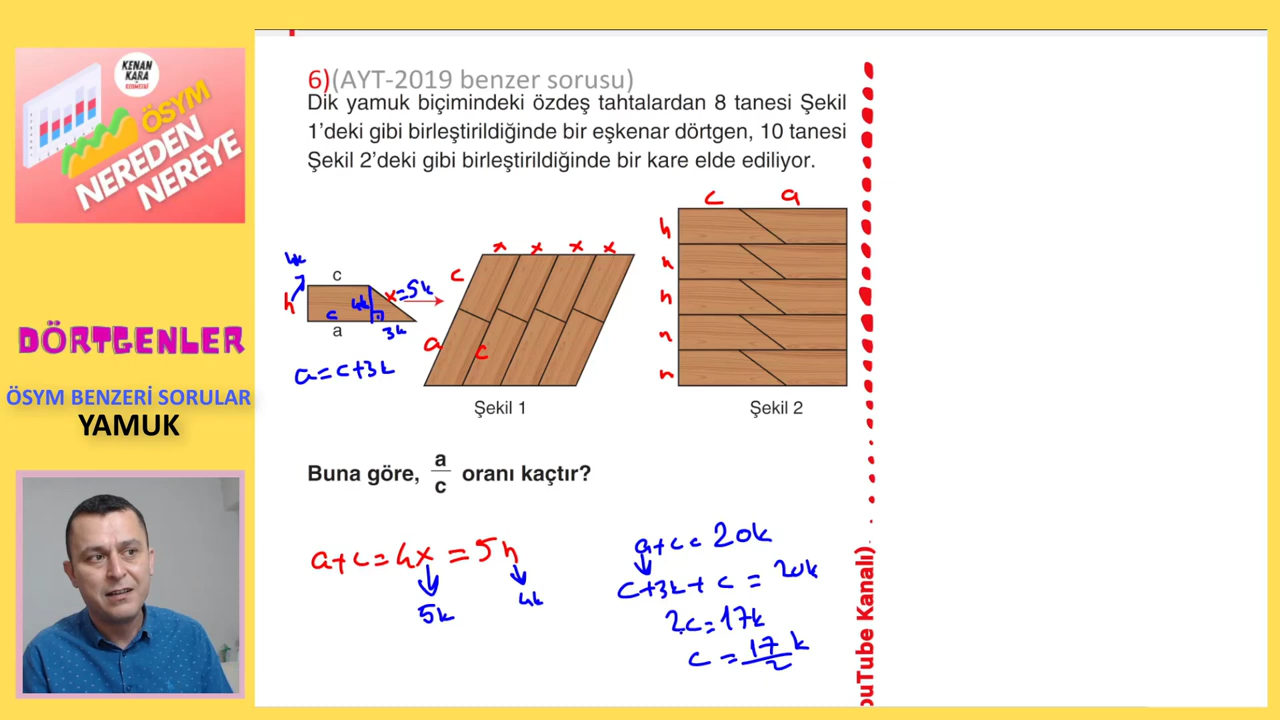 KENAN
KARA
ÖSYM
NEREDEN
NEREYE
DÖRTGENLER
ÖSYM BENZERİ SORULAR
YAMUK
6)(AYT-2019 benzer sorusu)
Dik yamuk biçimindeki özdeş tahtalardan 8 tanesi Şekil
1'deki gibi birleştirildiğinde bir eşkenar dörtgen, 10 tanesi
Şekil 2'deki gibi birleştirildiğinde bir kare elde ediliyor.
4k
c
h
4k
x=5k
c
a
3k
a=c+3k
x x x x
c
a
c
Şekil 1
c a
h
h
h
h
h
Şekil 2
Buna göre, a/c oranı kaçtır?
a+c=4x=5h
5k
4k
a+c=20k
c+3k+c=20k
2c=17k
c=17/2 k
ouTube Kanalı)